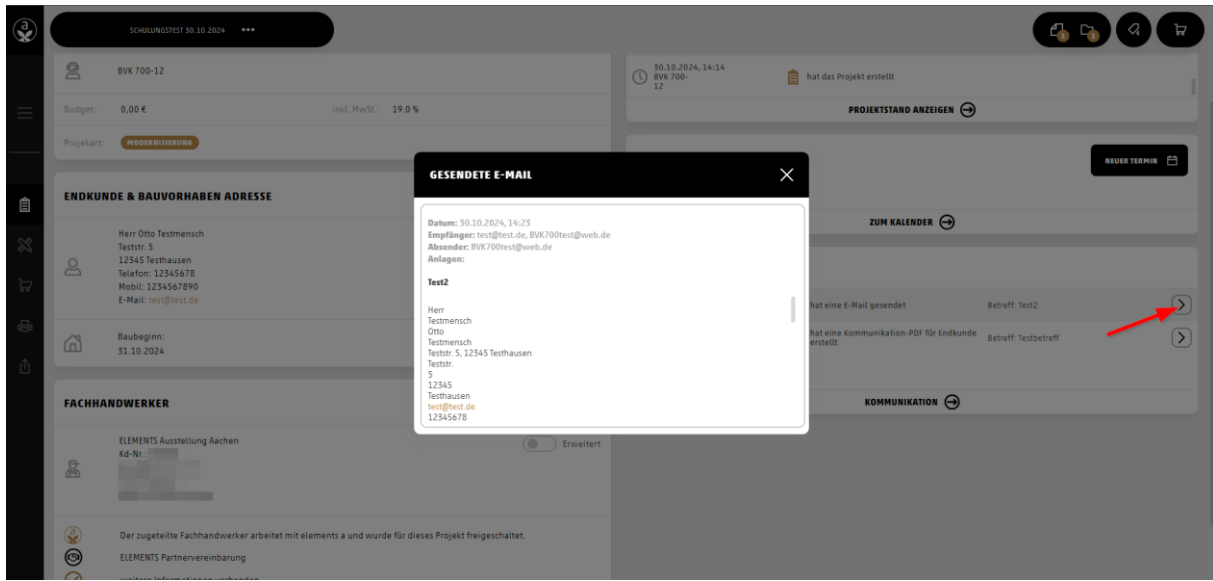 SCHULUNGSTEST 30.10.2024 •••
1
1
BVK 700-12
Budget: 0,00 € inkl. MwSt.: 19.0 %
Projekart: MODERNISIERUNG
ENDKUNDE & BAUVORHABEN ADRESSE
Herr Otto Testmensch
Teststr. 5
12345 Testhausen
Telefon: 12345678
Mobil: 1234567890
E-Mail: test@test.de
Baubeginn:
31.10.2024
FACHHANDWERKER
ELEMENTS Ausstellung Aachen
Kd-Nr.:
Erweitert
Der zugeteilte Fachhandwerker arbeitet mit elements a und wurde für dieses Projekt freigeschaltet.
ELEMENTS Partnervereinbarung
weitere Informationen vorhanden
GESENDETE E-MAIL
Datum: 30.10.2024, 14:23
Empfänger: test@test.de, BVK700test@web.de
Absender: BVK700test@web.de
Anlagen:
Test2
Herr
Testmensch
Otto
Testmensch
Teststr. 5, 12345 Testhausen
Teststr.
5
12345
Testhausen
test@test.de
12345678
30.10.2024, 14:14
BVK 700-
12
hat das Projekt erstellt
PROJEKTSTAND ANZEIGEN
NEUER TERMIN
ZUM KALENDER
hat eine E-Mail gesendet Betreff: Test2
hat eine Kommunikation-PDF für Endkunde
erstellt
Betreff: Testbetreff
KOMMUNIKATION